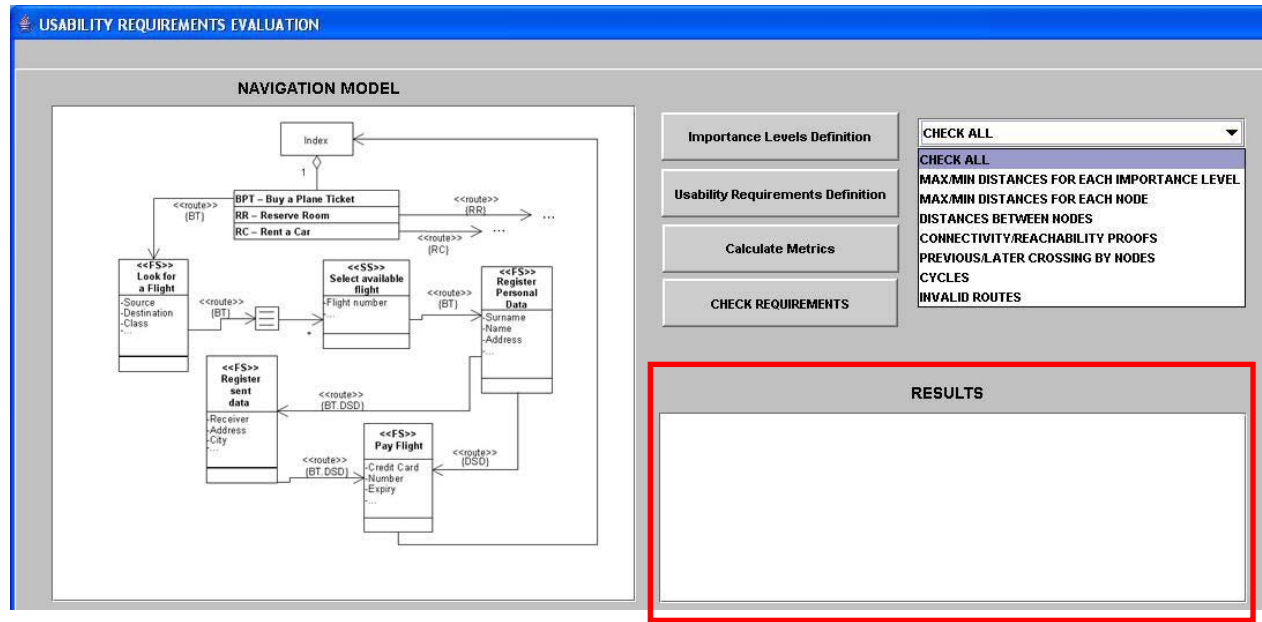 USABILITY REQUIREMENTS EVALUATION
NAVIGATION MODEL
Index
1
BPT – Buy a Plane Ticket
RR – Reserve Room
RC – Rent a Car
<<route>>
{BT}
<<route>>
{RR}
...
<<route>>
{RC}
...
<<FS>>
Look for
a Flight
-Source
-Destination
-Class
-...
<<route>>
{BT}
*
<<SS>>
Select available
flight
-Flight number
-...
<<route>>
{BT}
<<FS>>
Register
Personal
Data
-Surname
-Name
-Address
-...
<<FS>>
Register
sent
data
-Receiver
-Address
-City
-...
<<route>>
{BT.DSD}
<<route>>
{BT.DSD}
<<FS>>
Pay Flight
-Credit Card
-Number
-Expiry
-...
<<route>>
{DSD}
Importance Levels Definition
Usability Requirements Definition
Calculate Metrics
CHECK REQUIREMENTS
CHECK ALL
CHECK ALL
MAX/MIN DISTANCES FOR EACH IMPORTANCE LEVEL
MAX/MIN DISTANCES FOR EACH NODE
DISTANCES BETWEEN NODES
CONNECTIVITY/REACHABILITY PROOFS
PREVIOUS/LATER CROSSING BY NODES
CYCLES
INVALID ROUTES
RESULTS